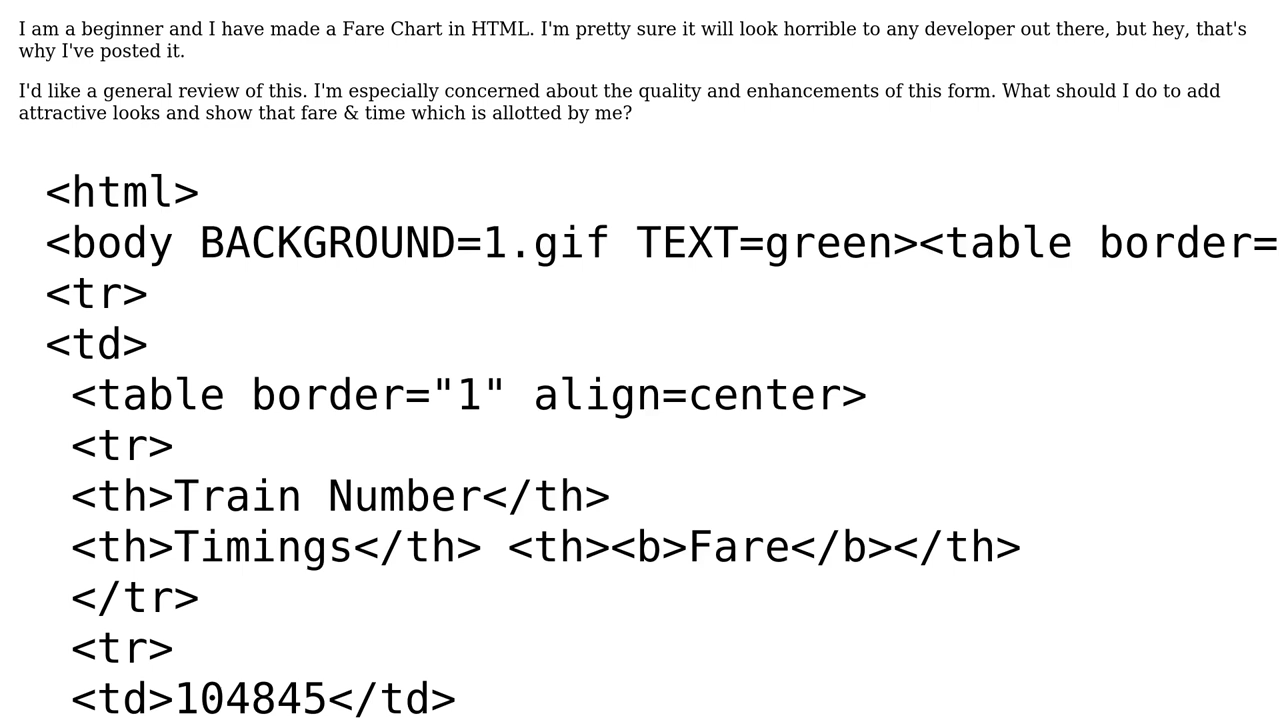 I am a beginner and I have made a Fare Chart in HTML. I'm pretty sure it will look horrible to any developer out there, but hey, that's
why I've posted it.
I'd like a general review of this. I'm especially concerned about the quality and enhancements of this form. What should I do to add
attractive looks and show that fare & time which is allotted by me?
<html>
<body BACKGROUND=1.gif TEXT=green><table border=
<tr>
<td>
<table border="1" align=center>
<tr>
<th>Train Number</th>
<th>Timings</th> <th><b>Fare</b></th>
</tr>
<tr>
<td>104845</td>